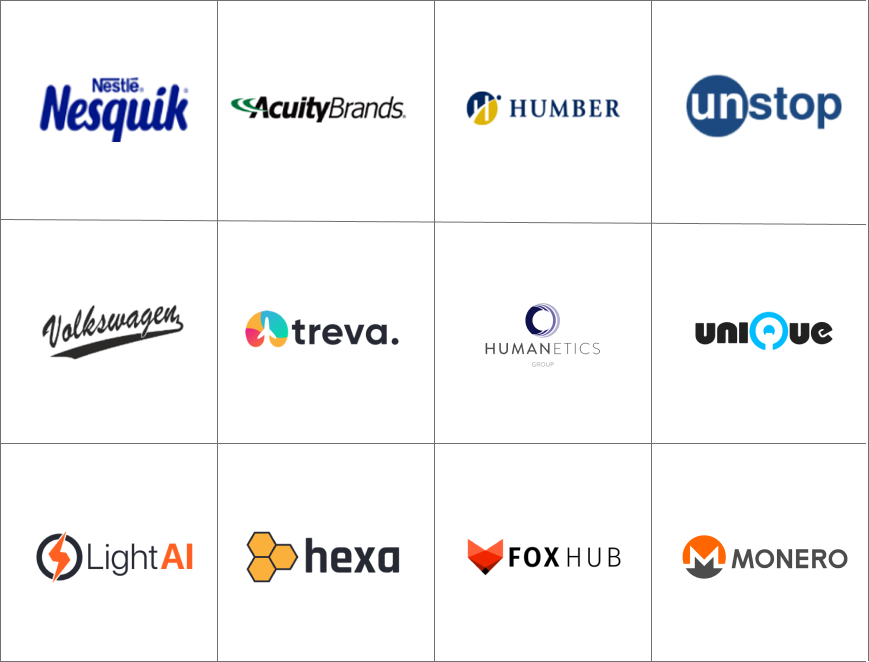 Nestlé®
Nesquik®
AcuityBrands®
HUMBER
unstop
Volkswagen
treva.
HUMANETICS
GROUP
uniQue
LightAI
hexa
FOXHUB
MONERO